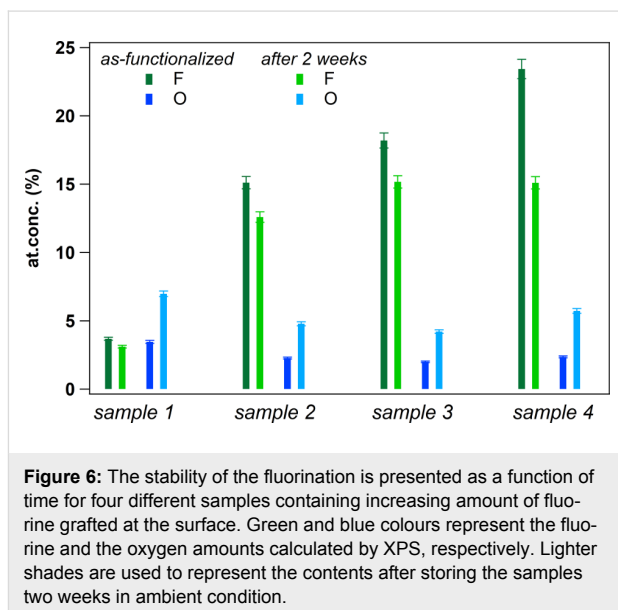 25
20
15
10
5
0
at.conc. (%)
as-functionalized after 2 weeks
F F
O O
sample 1 sample 2 sample 3 sample 4
Figure 6: The stability of the fluorination is presented as a function of
time for four different samples containing increasing amount of fluo-
rine grafted at the surface. Green and blue colours represent the fluo-
rine and the oxygen amounts calculated by XPS, respectively. Lighter
shades are used to represent the contents after storing the samples
two weeks in ambient condition.